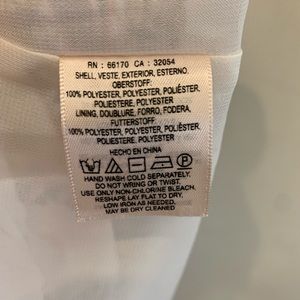 RN : 66170 CA : 32054
SHELL, VESTE, EXTERIOR, ESTERNO,
OBERSTOFF:
100% POLYESTER, POLYESTER, POLIÉSTER,
POLIESTERE, POLYESTER
LINING, DOUBLURE, FORRO, FODERA,
FUTTERSTOFF:
100% POLYESTER, POLYESTER, POLIÉSTER,
POLIESTERE, POLYESTER
HECHO EN CHINA
HAND WASH COLD SEPARATELY.
DO NOT WRING OR TWIST.
USE ONLY NON-CHLORINE BLEACH.
RESHAPE LAY FLAT TO DRY.
LOW IRON AS NEEDED.
MAY BE DRY CLEANED